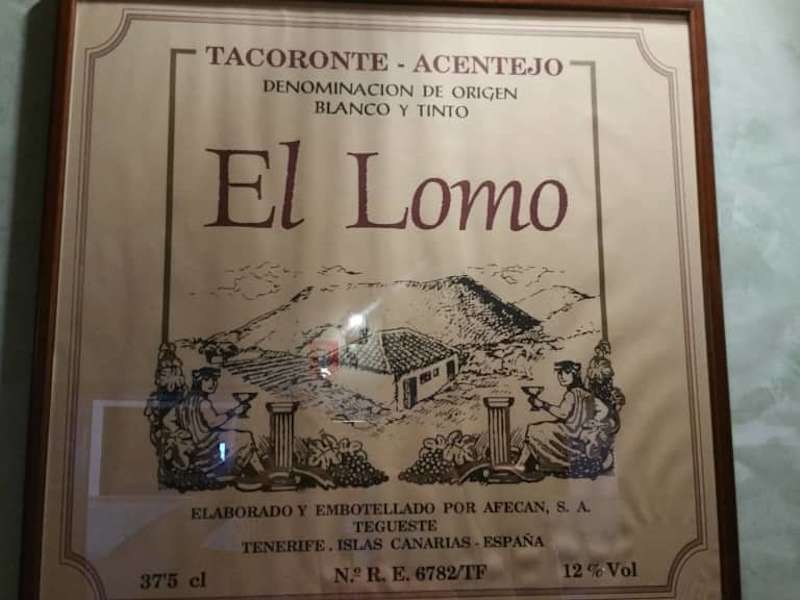 TACORONTE - ACENTEJO
DENOMINACION DE ORIGEN
BLANCO Y TINTO
El Lomo
ELABORADO Y EMBOTELLADO POR AFECAN, S. A.
TEGUESTE
TENERIFE . ISLAS CANARIAS - ESPAÑA
37'5 cl N.º R. E. 6782/TF 12 % Vol